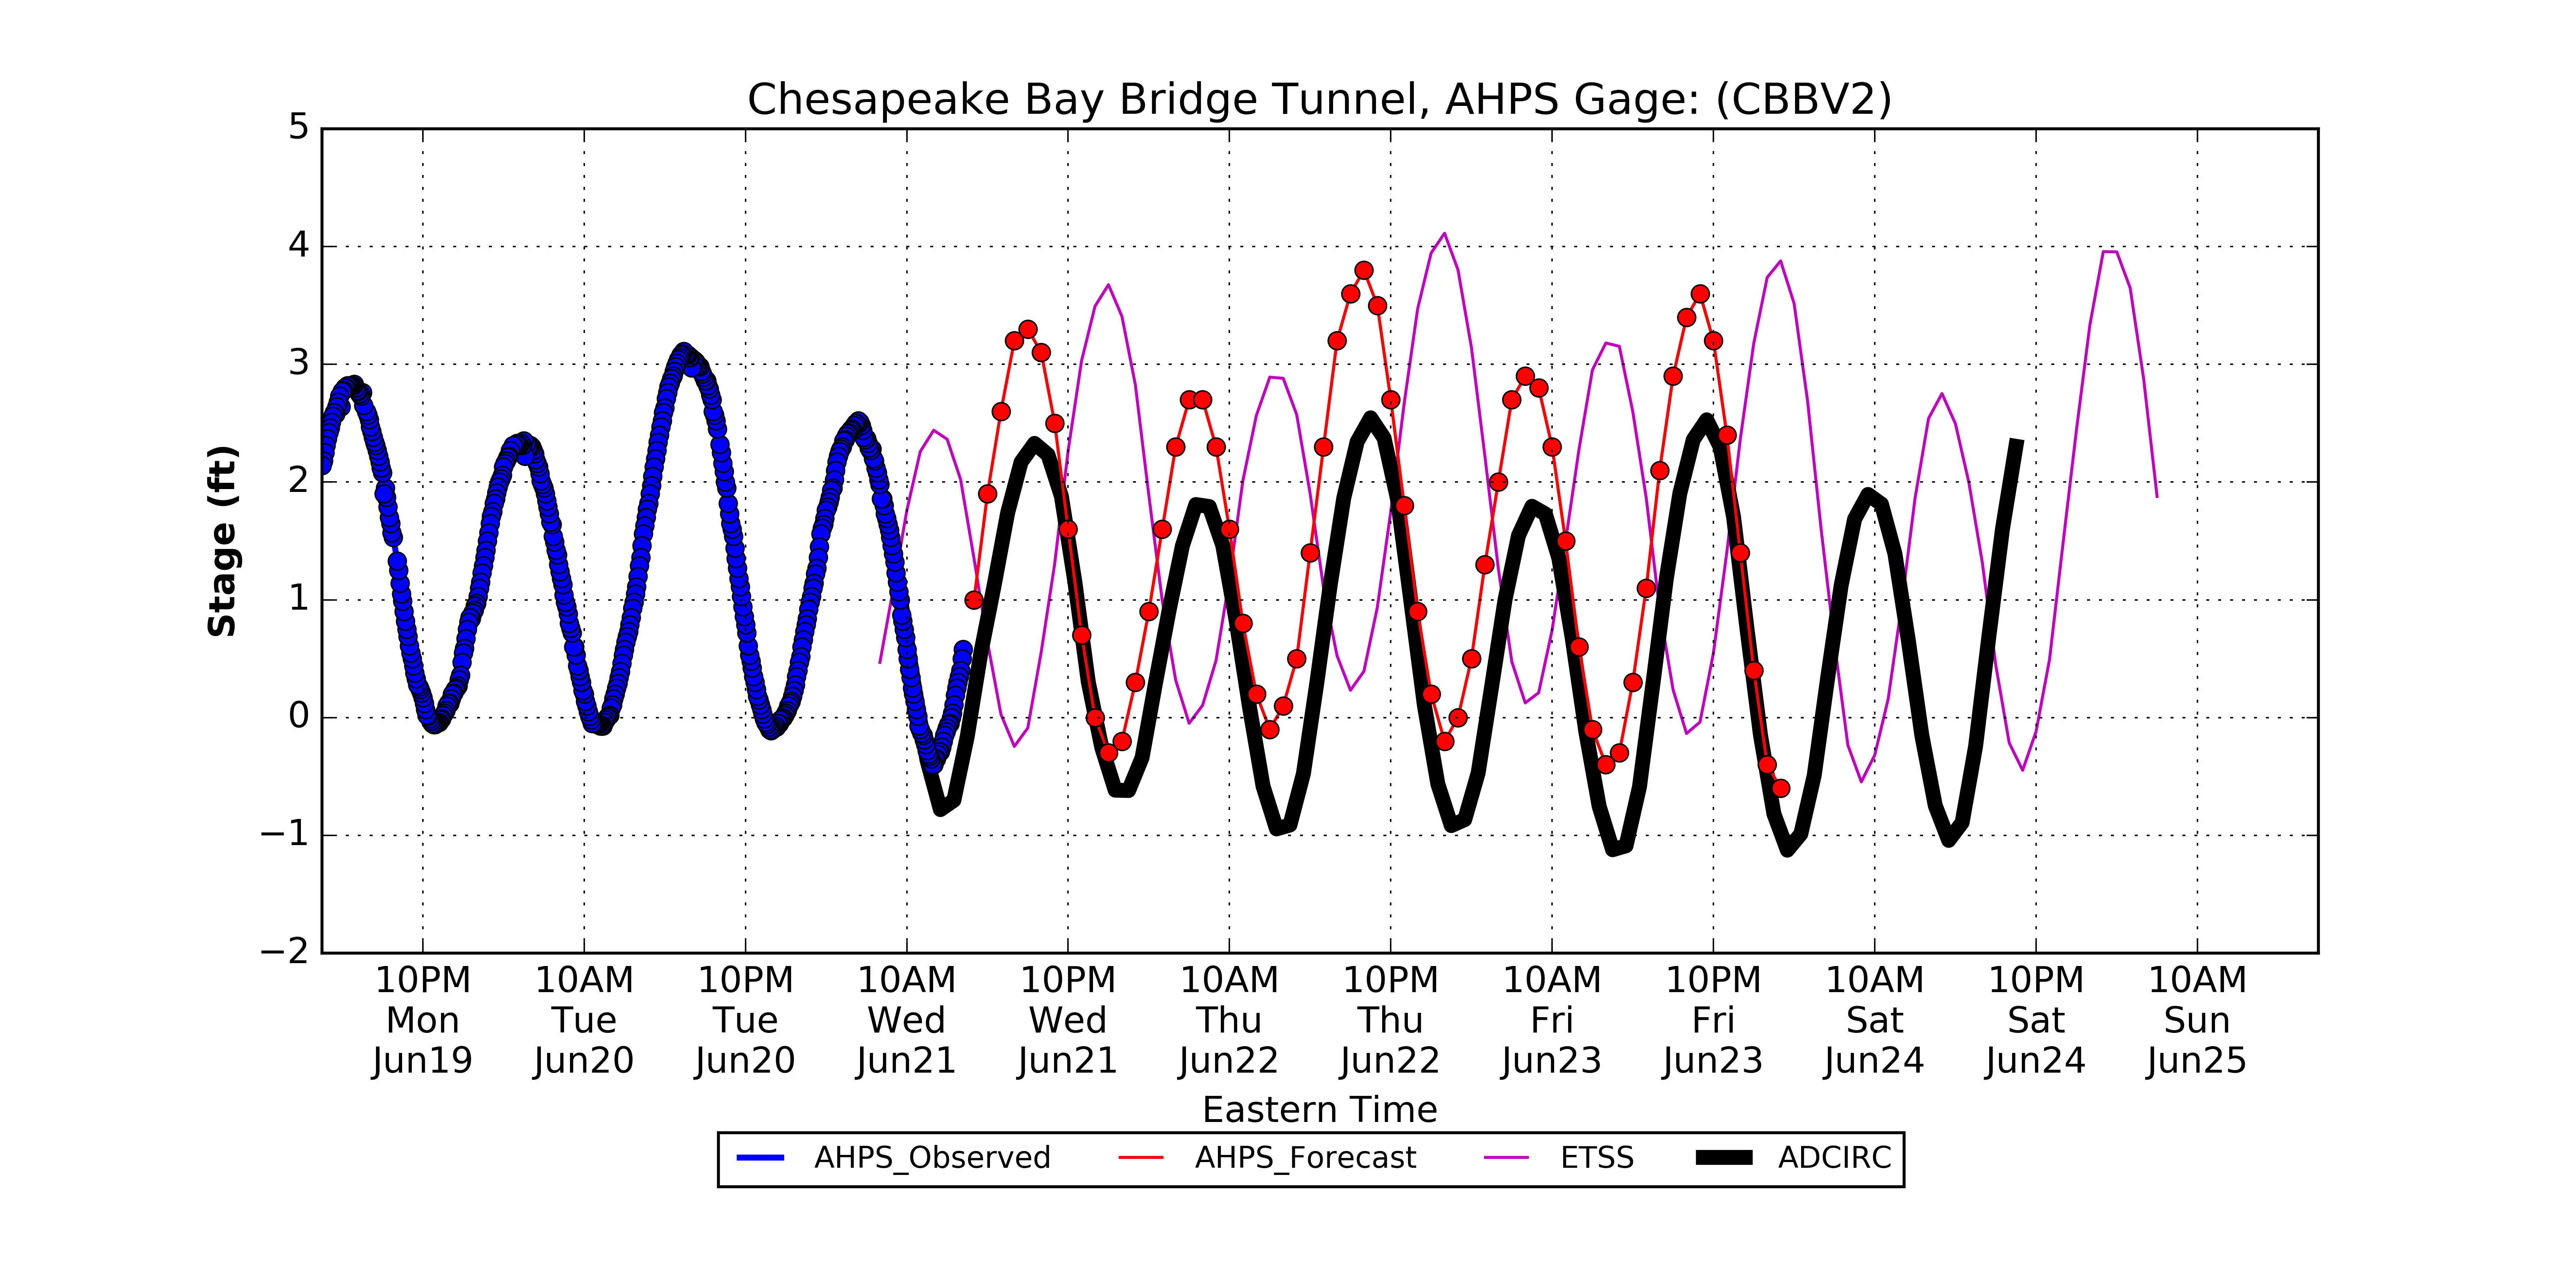 Chesapeake Bay Bridge Tunnel, AHPS Gage: (CBBV2)
5
4
3
2
1
0
−1
−2
Stage (ft)
10PM 10AM 10PM 10AM 10PM 10AM 10PM 10AM 10PM 10AM 10PM 10AM
Mon Tue Tue Wed Wed Thu Thu Fri Fri Sat Sat Sun
Jun19 Jun20 Jun20 Jun21 Jun21 Jun22 Jun22 Jun23 Jun23 Jun24 Jun24 Jun25
Eastern Time
AHPS_Observed AHPS_Forecast ETSS ADCIRC